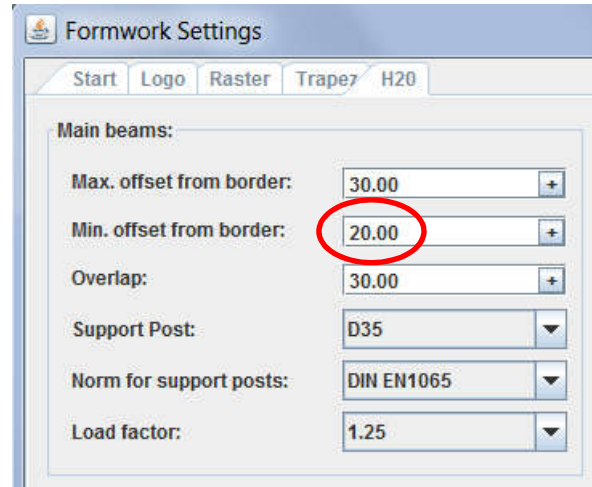 Formwork Settings
Start Logo Raster Trapez H20
Main beams:
Max. offset from border: 30.00 +
Min. offset from border: 20.00 +
Overlap: 30.00 +
Support Post: D35
Norm for support posts: DIN EN1065
Load factor: 1.25